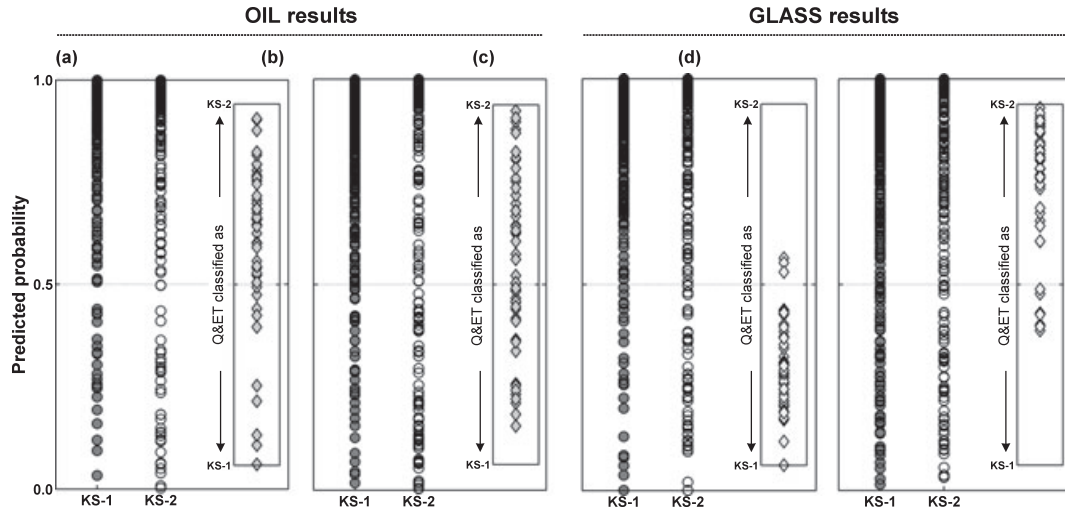 OIL results
GLASS results
(a)
(b)
(c)
(d)
Predicted probability
1.0
0.5
0.0
KS-2
Q&ET classified as
KS-1
KS-1
KS-2
KS-2
Q&ET classified as
KS-1
KS-1
KS-2
KS-2
Q&ET classified as
KS-1
KS-1
KS-2
KS-2
Q&ET classified as
KS-1
KS-1
KS-2